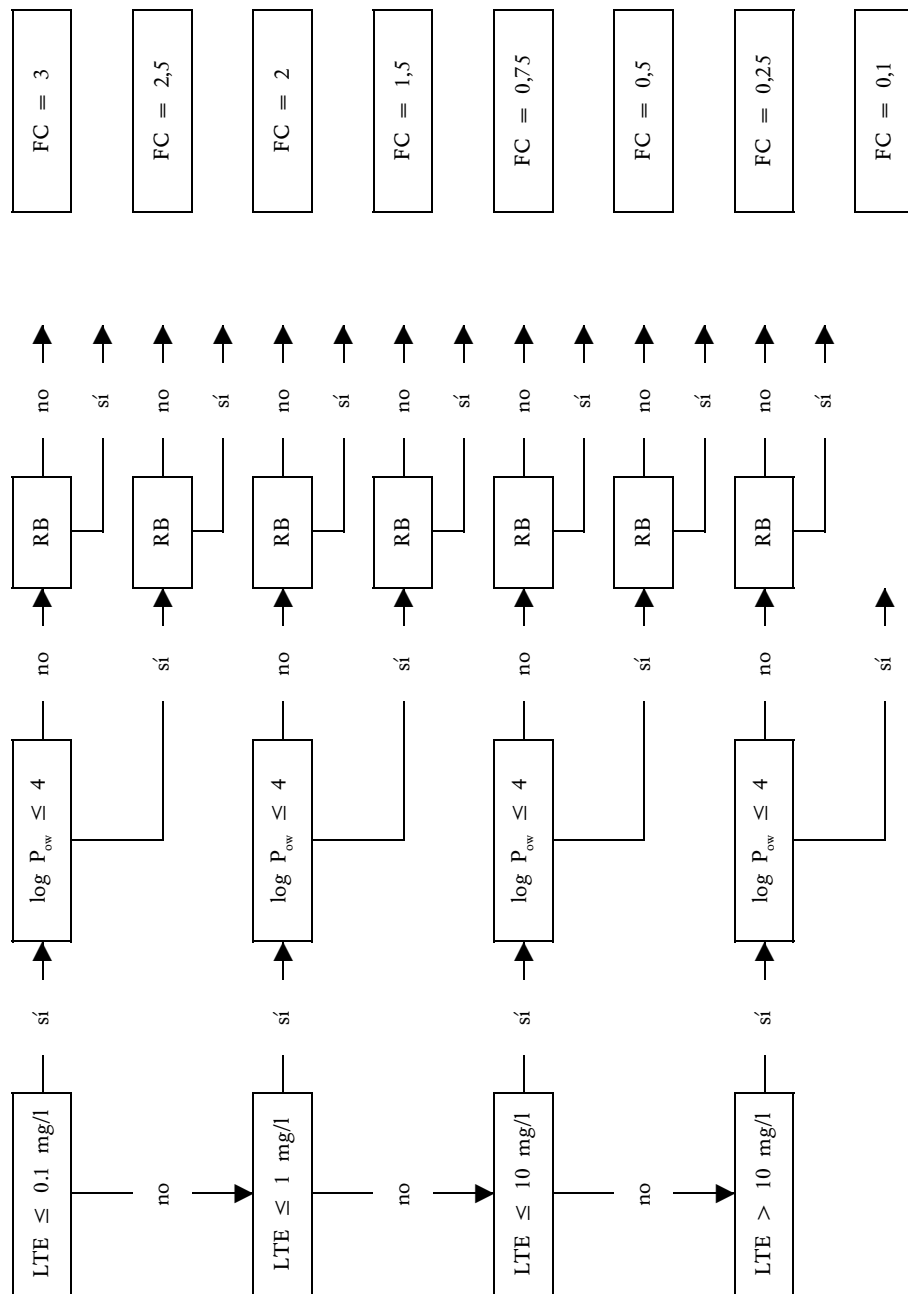 LTE ≤ 0.1 mg/l sí log Pow ≤ 4 no RB no FC = 3
sí
no sí RB no FC = 2,5
sí
LTE ≤ 1 mg/l sí log Pow ≤ 4 no RB no FC = 2
sí
no sí RB no FC = 1,5
sí
LTE ≤ 10 mg/l sí log Pow ≤ 4 no RB no FC = 0,75
sí
no sí RB no FC = 0,5
sí
LTE > 10 mg/l sí log Pow ≤ 4 no RB no FC = 0,25
sí
sí FC = 0,1